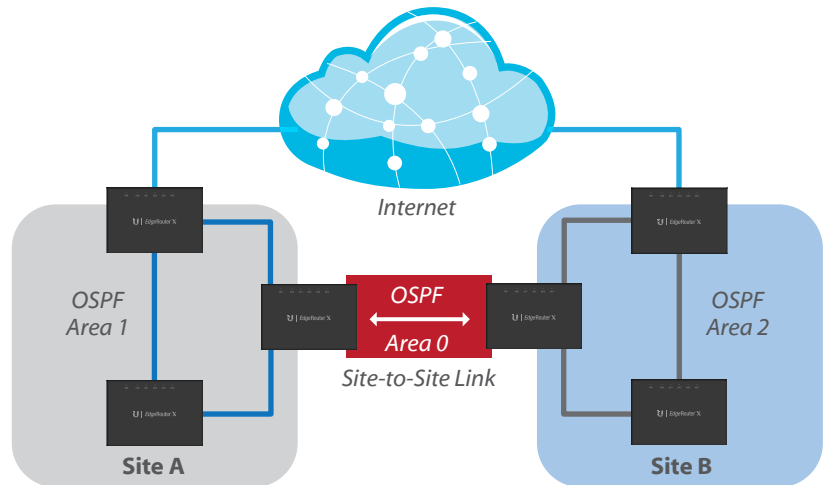 Internet
EdgeRouter X
EdgeRouter X
OSPF
Area 1
EdgeRouter X
OSPF
Area 0
EdgeRouter X
OSPF
Area 2
Site-to-Site Link
EdgeRouter X
EdgeRouter X
Site A
Site B